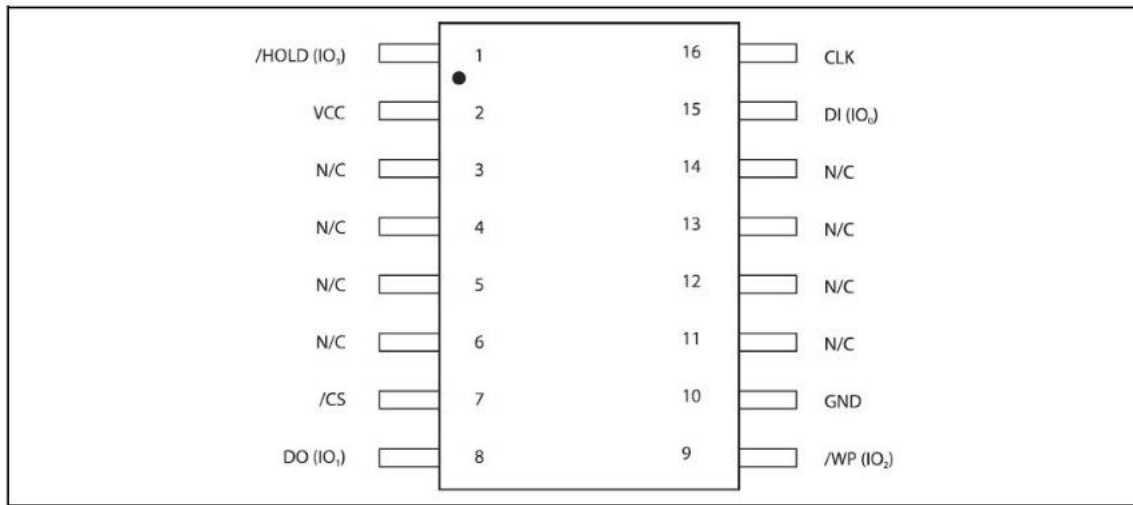 /HOLD (IO₃) 1 16 CLK
VCC 2 15 DI (IO₀)
N/C 3 14 N/C
N/C 4 13 N/C
N/C 5 12 N/C
N/C 6 11 N/C
/CS 7 10 GND
DO (IO₁) 8 9 /WP (IO₂)